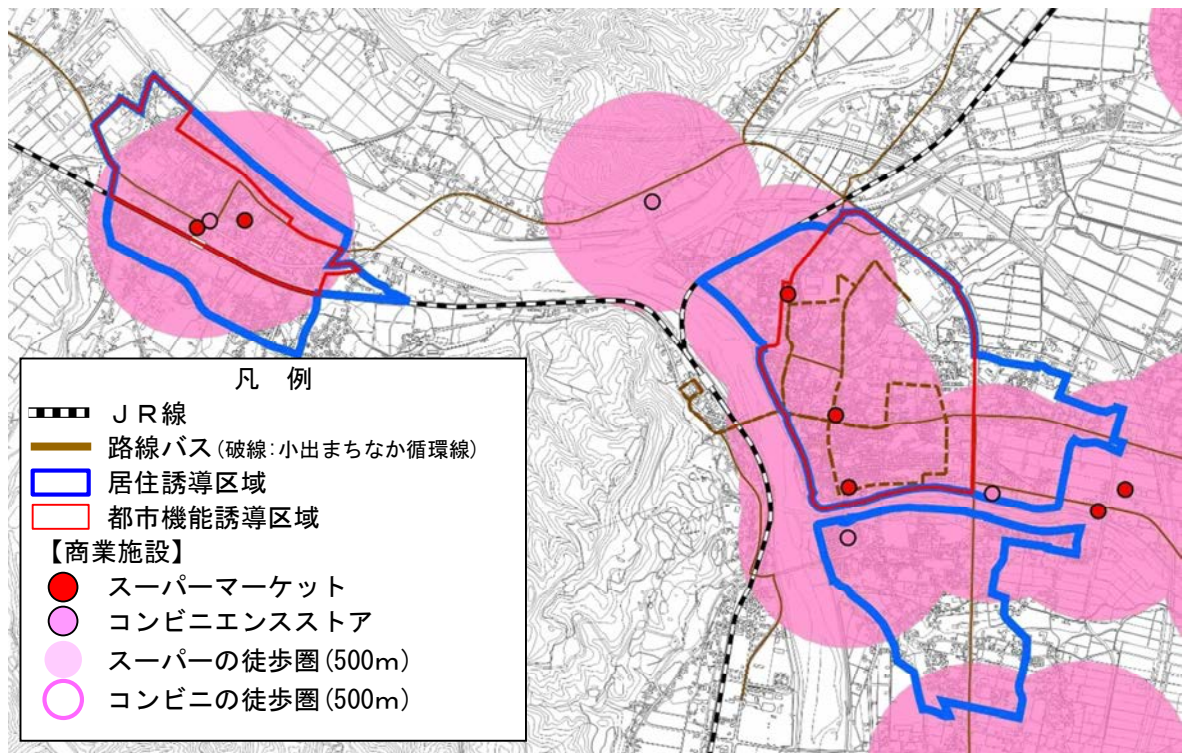 凡 例
ＪＲ線
路線バス(破線:小出まちなか循環線)
居住誘導区域
都市機能誘導区域
【商業施設】
スーパーマーケット
コンビニエンスストア
スーパーの徒歩圏(500ｍ)
コンビニの徒歩圏(500ｍ)